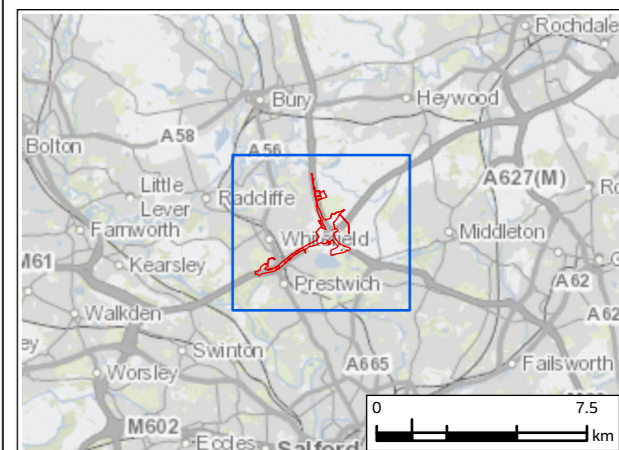 Rochdale
Bury
Heywood
A58
Bolton
A56
A627(M)
Little
Lever
Radcliffe
Farnworth
Whitefield
Middleton
M61
Kearsley
A62
Prestwich
Walkden
A62
Swinton
A665
Failsworth
Worsley
M602
Eccles
Salford
0
7.5
km